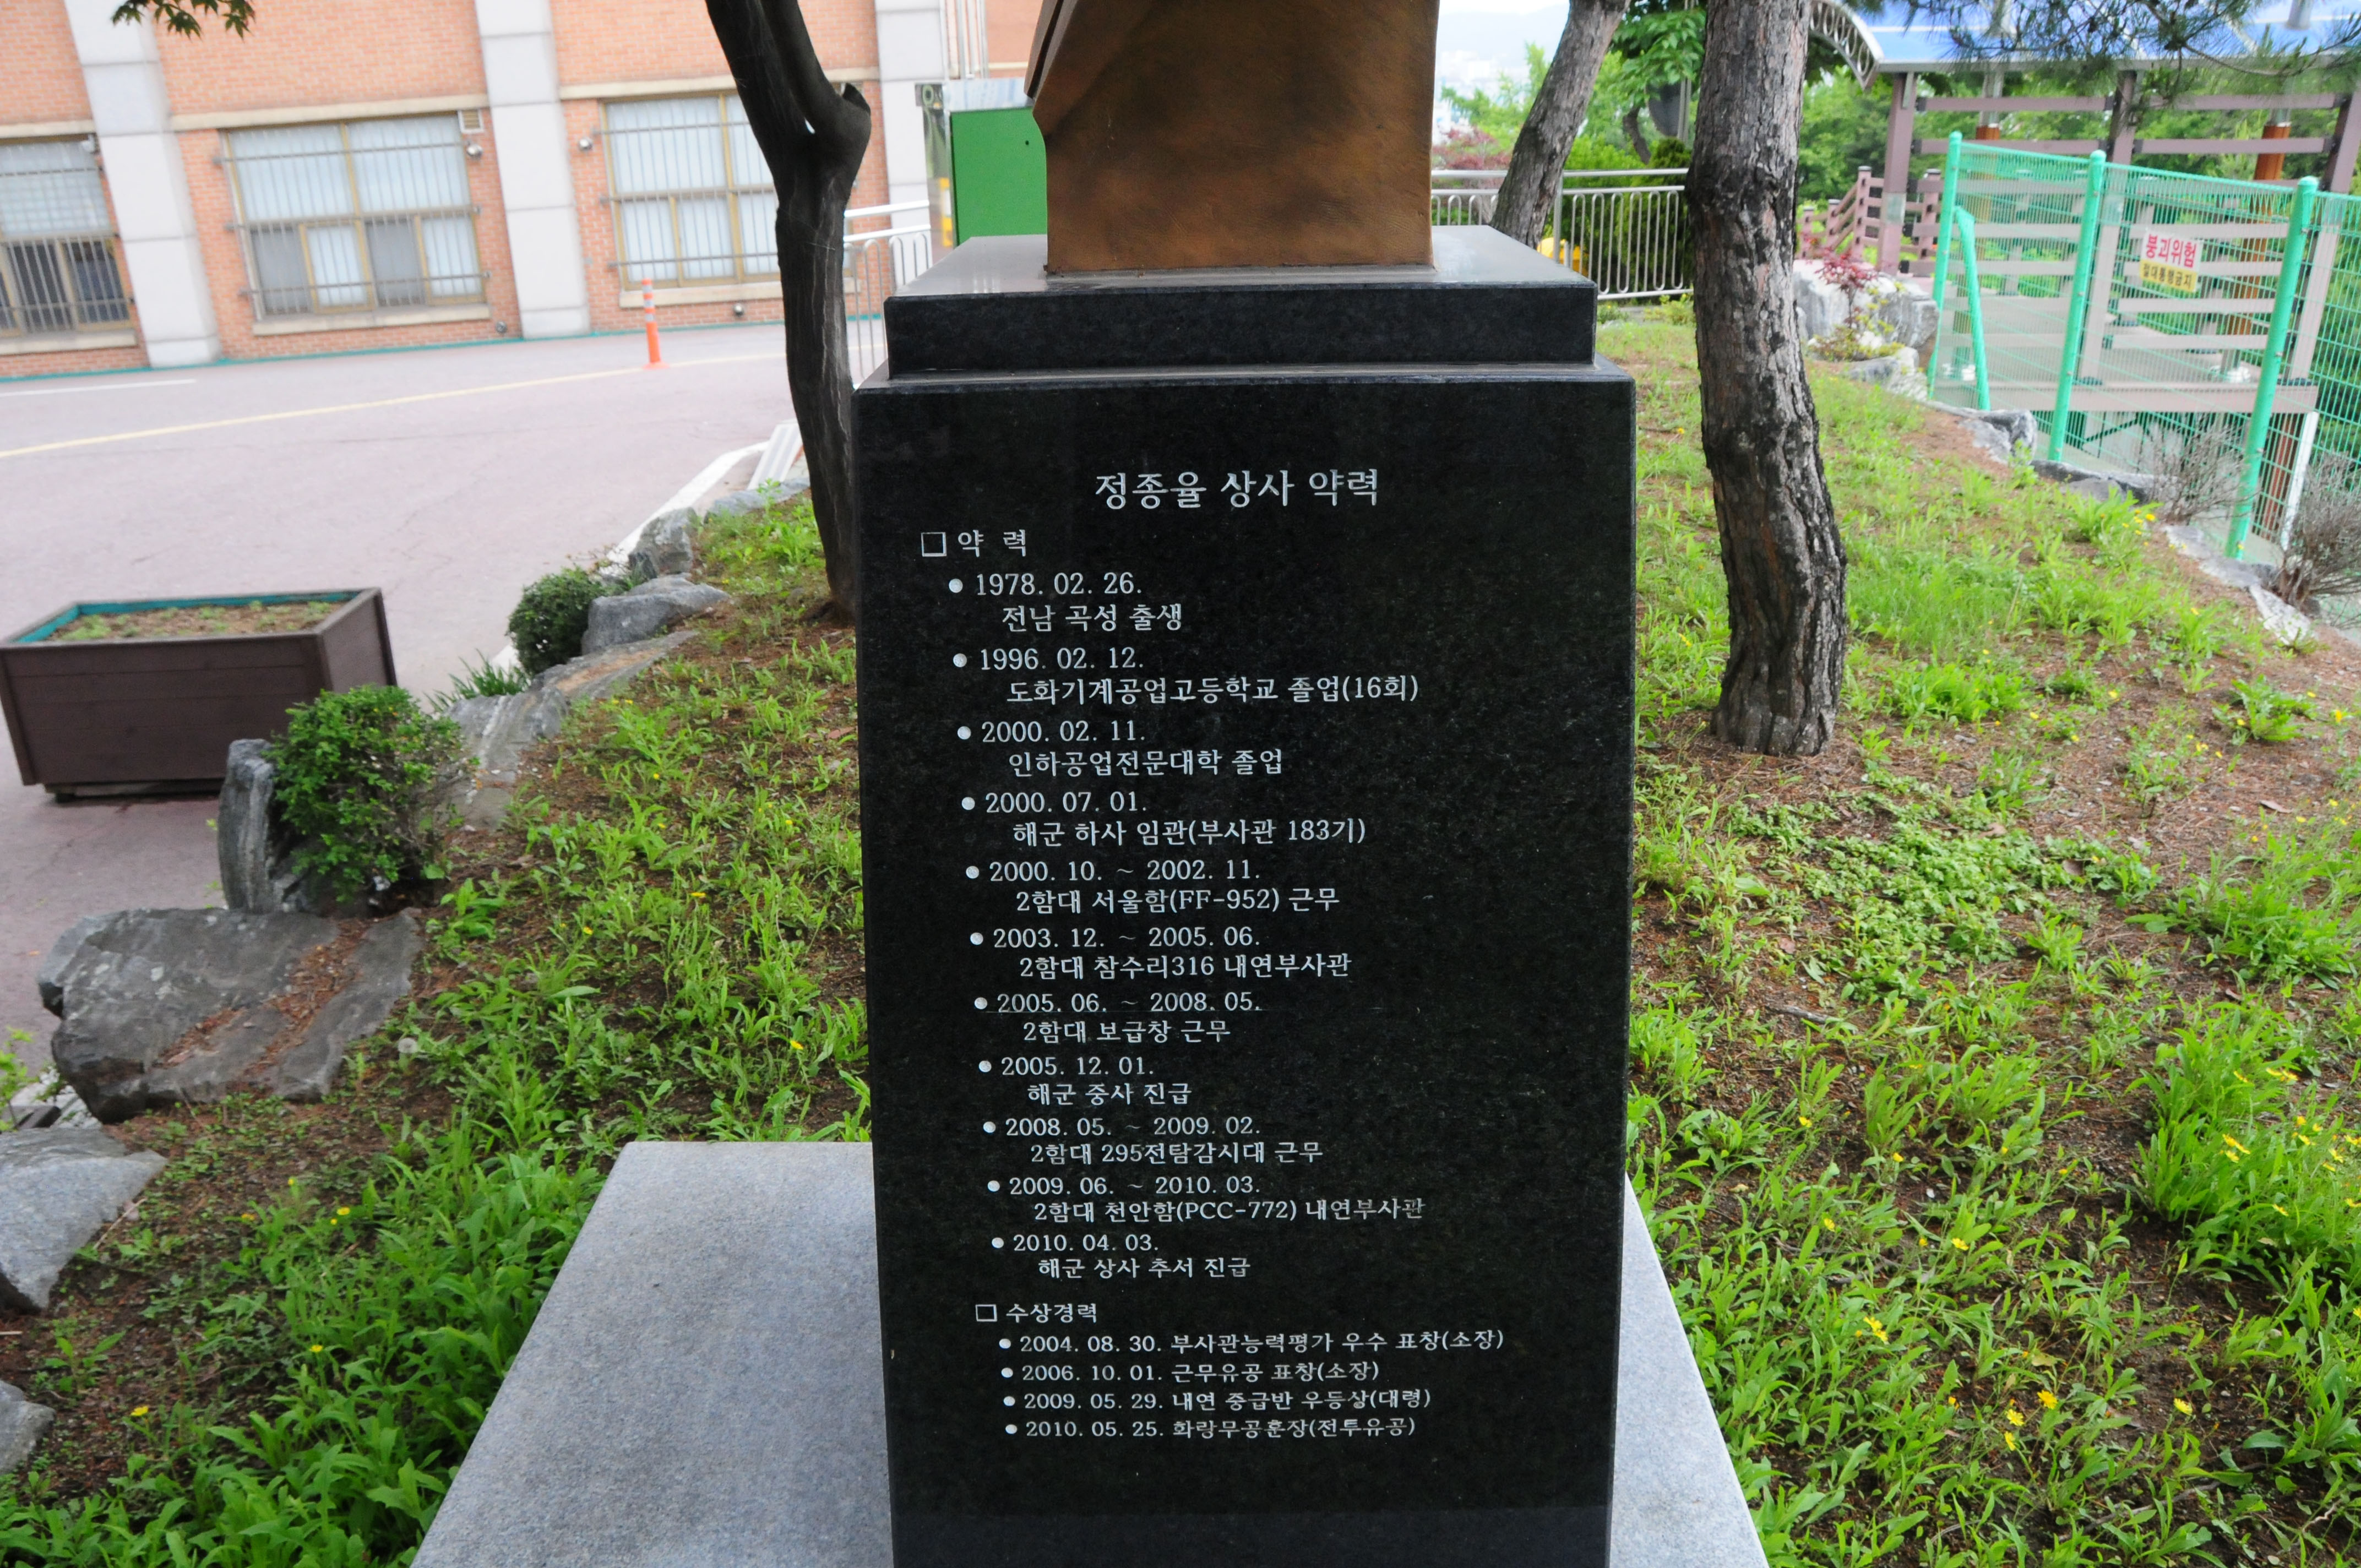 정종율 상사 약력
□ 약 력
● 1978. 02. 26.
전남 곡성 출생
● 1996. 02. 12.
도화기계공업고등학교 졸업(16회)
● 2000. 02. 11.
인하공업전문대학 졸업
● 2000. 07. 01.
해군 하사 임관(부사관 183기)
● 2000. 10. ~ 2002. 11.
2함대 서울함(FF-952) 근무
● 2003. 12. ~ 2005. 06.
2함대 참수리316 내연부사관
● 2005. 06. ~ 2008. 05.
2함대 보급창 근무
● 2005. 12. 01.
해군 중사 진급
● 2008. 05. ~ 2009. 02.
2함대 295전탐감시대 근무
● 2009. 06. ~ 2010. 03.
2함대 천안함(PCC-772) 내연부사관
● 2010. 04. 03.
해군 상사 추서 진급
□ 수상경력
● 2004. 08. 30. 부사관능력평가 우수 표창(소장)
● 2006. 10. 01. 근무유공 표창(소장)
● 2009. 05. 29. 내연 중급반 우등상(대령)
● 2010. 05. 25. 화랑무공훈장(전투유공)
붕괴위험
절대통행금지